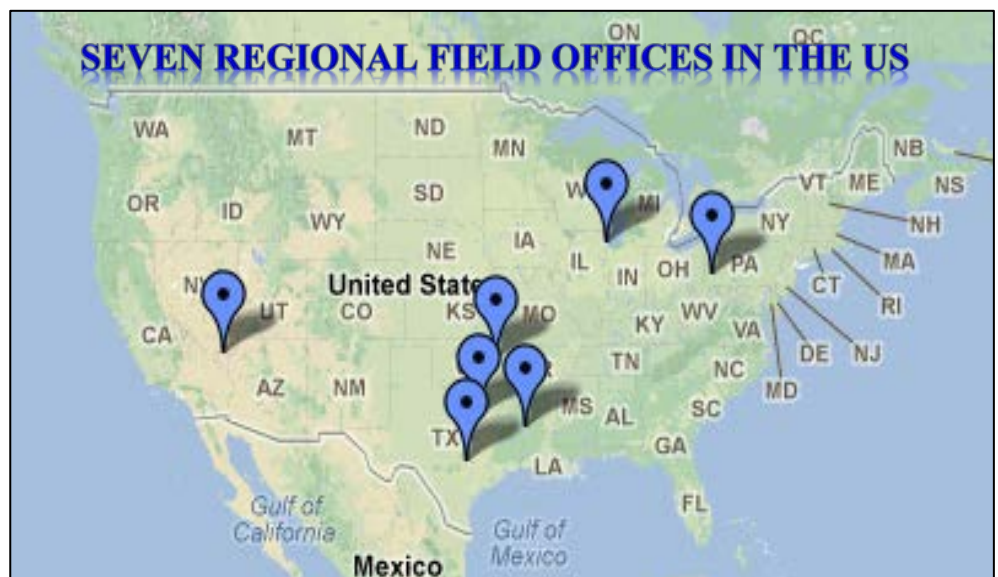 SEVEN REGIONAL FIELD OFFICES IN THE US
ON
QC
WA
MT
ND
MN
NB
OR
ID
SD
MI
VT
ME
NS
WY
NY
NH
NE
IA
IL
IN
OH
PA
MA
CT
RI
United
UT
CO
KS
MO
CA
KY
WV
VA
DE
NJ
MD
AZ
NM
TN
NC
MS
AL
SC
TX
LA
GA
FL
Gulf of
California
Gulf of
Mexico
Mexico